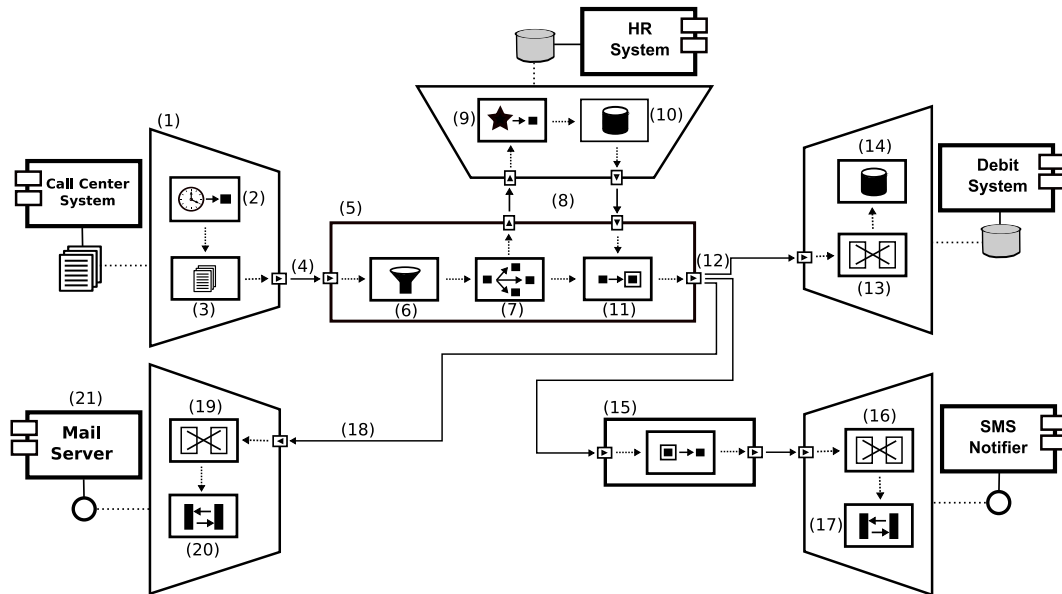 HR
System
(1)
(9)
(10)
(14)
Call Center
System
(2)
Debit
System
(5)
(8)
(4)
(12)
(3)
(6)
(7)
(11)
(13)
(21)
(19)
(18)
(15)
(16)
Mail
Server
SMS
Notifier
(20)
(17)